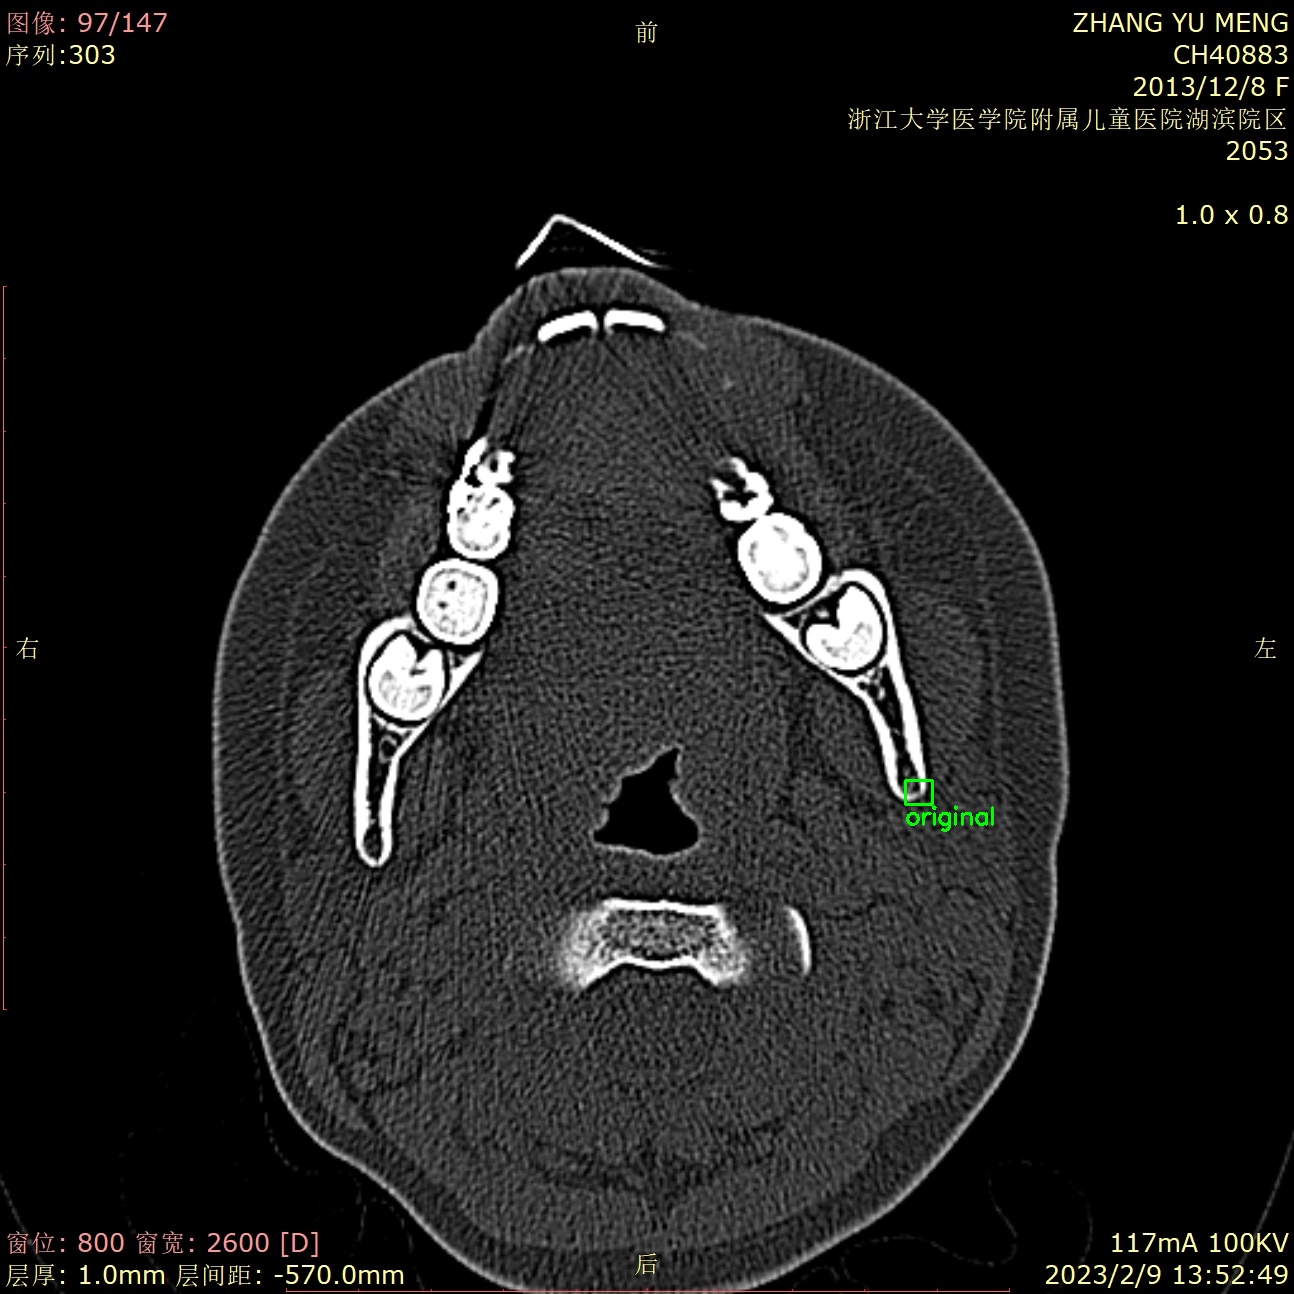 图像: 97/147
序列:303
前
ZHANG YU MENG
CH40883
2013/12/8 F
浙江大学医学院附属儿童医院湖滨院区
2053
1.0 x 0.8
右
左
original
窗位: 800 窗宽: 2600 [D]
层厚: 1.0mm 层间距: -570.0mm
后
117mA 100KV
2023/2/9 13:52:49